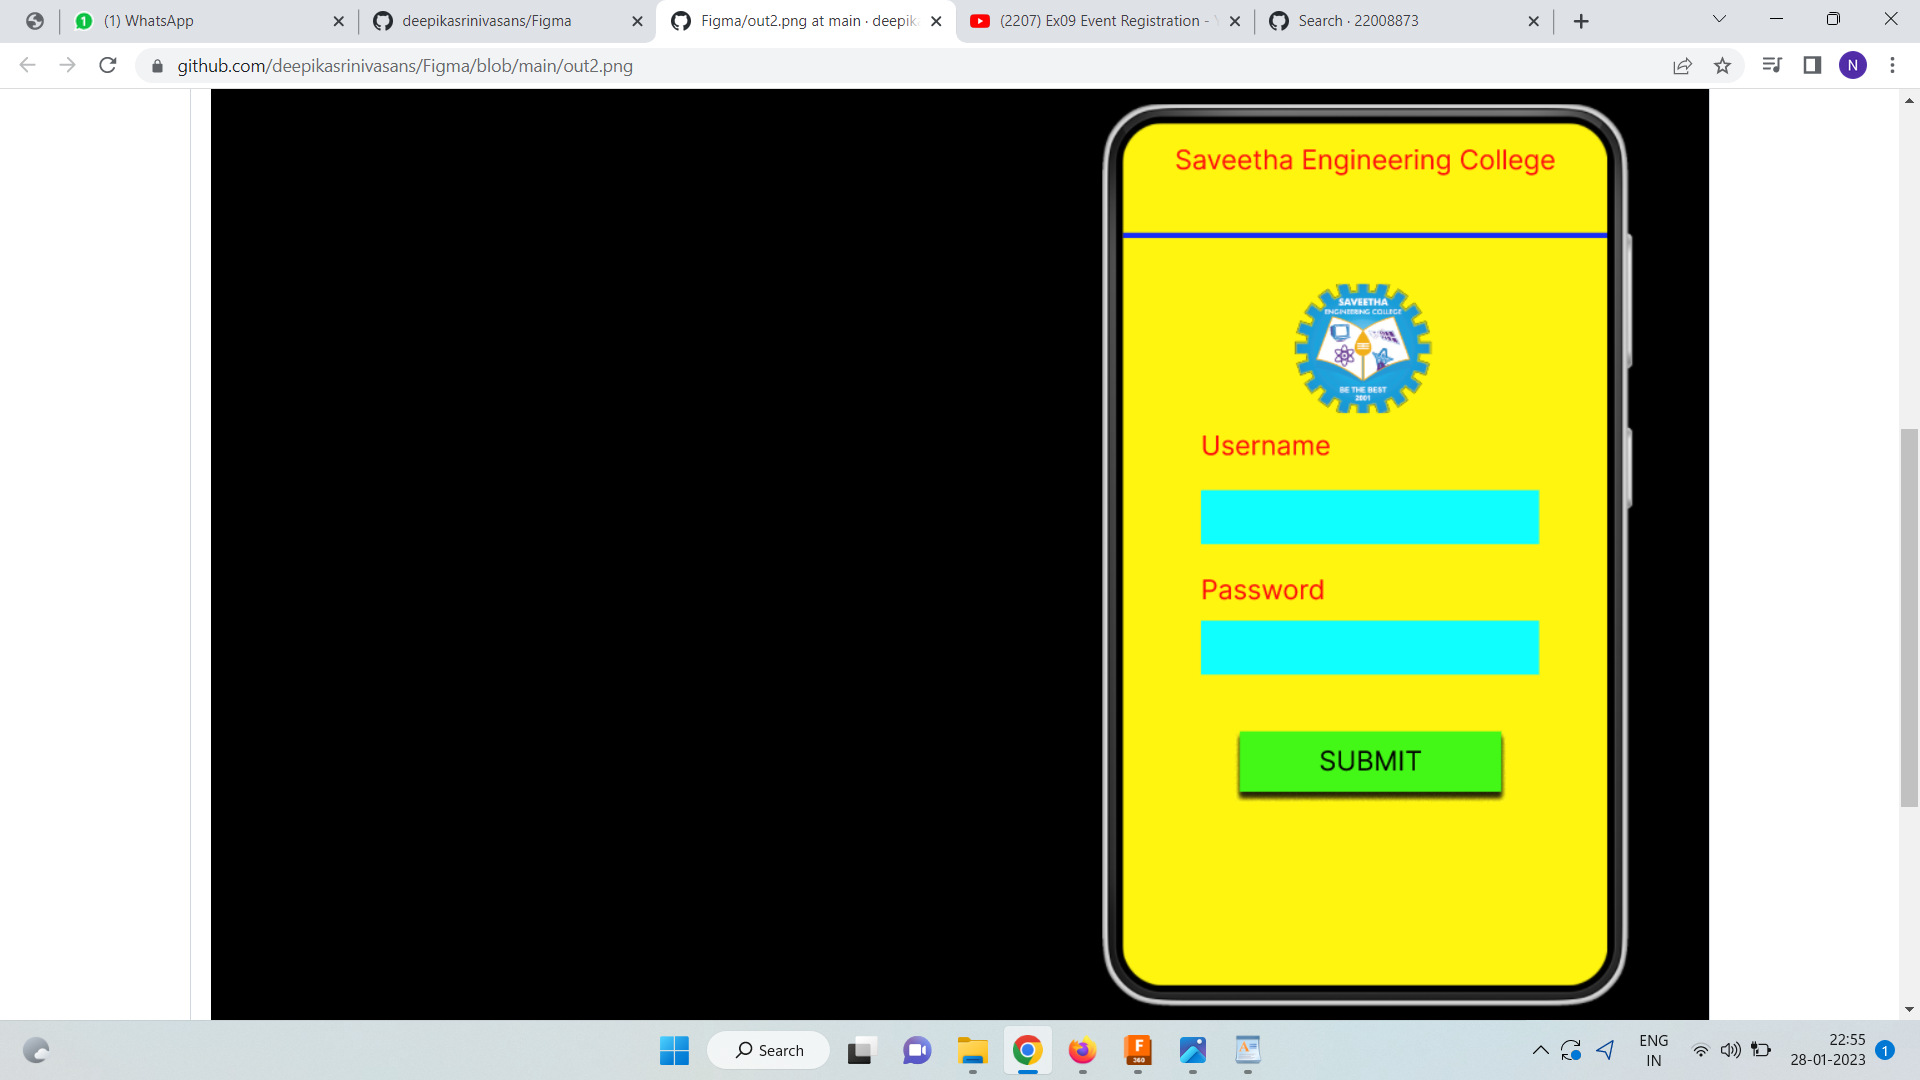 (1) WhatsApp
deepikasrinivasans/Figma
Figma/out2.png at main · deepik
(2207) Ex09 Event Registration -
Search · 22008873
github.com/deepikasrinivasans/Figma/blob/main/out2.png
N
Saveetha Engineering College
SAVEETHA
ENGINEERING COLLEGE
BE THE BEST
2001
Username
Password
SUBMIT
Search
F
360
ENG
IN
22:55
28-01-2023
1